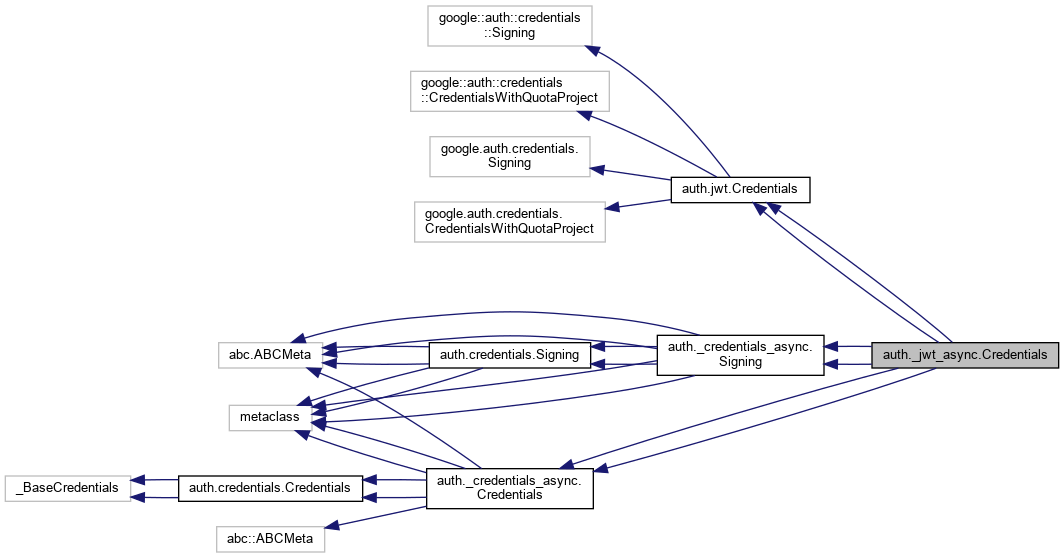 google::auth::credentials
::Signing
google::auth::credentials
::CredentialsWithQuotaProject
google.auth.credentials.
Signing
auth.jwt.Credentials
google.auth.credentials.
CredentialsWithQuotaProject
abc.ABCMeta
auth.credentials.Signing
auth._credentials_async.
Signing
auth._jwt_async.Credentials
metaclass
_BaseCredentials
auth.credentials.Credentials
auth._credentials_async.
Credentials
abc::ABCMeta